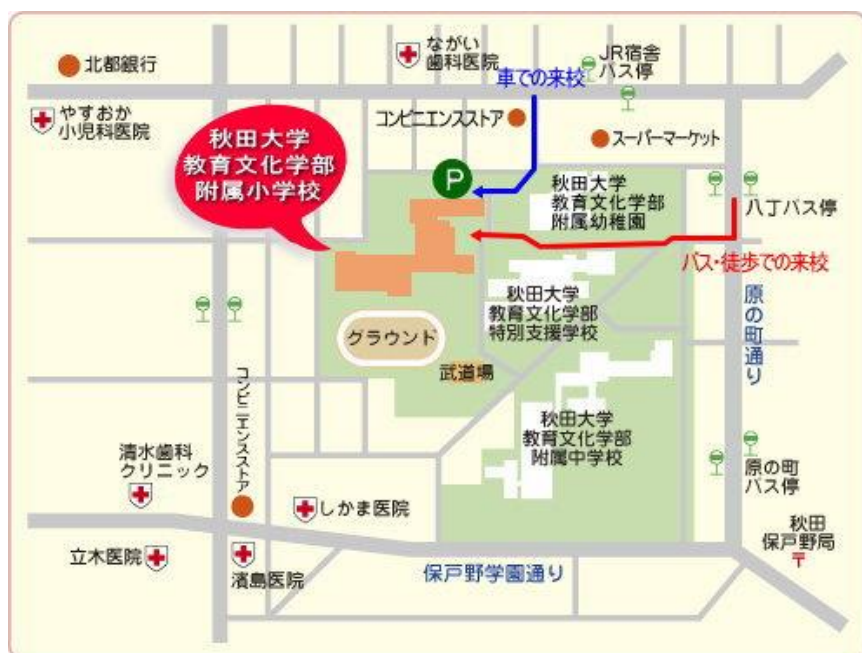 北都銀行
ながい
歯科医院
JR宿舎
バス停
車での来校
やすおか
小児科医院
コンビニエンスストア
スーパーマーケット
秋田大学
教育文化学部
附属小学校
P
秋田大学
教育文化学部
附属幼稚園
八丁バス停
バス・徒歩での来校
秋田大学
教育文化学部
特別支援学校
原の町通り
グラウンド
武道場
コンビニエンスストア
秋田大学
教育文化学部
附属中学校
清水歯科
クリニック
原の町
バス停
しかま医院
秋田
保戸野局
〒
立木医院
濱島医院
保戸野学園通り